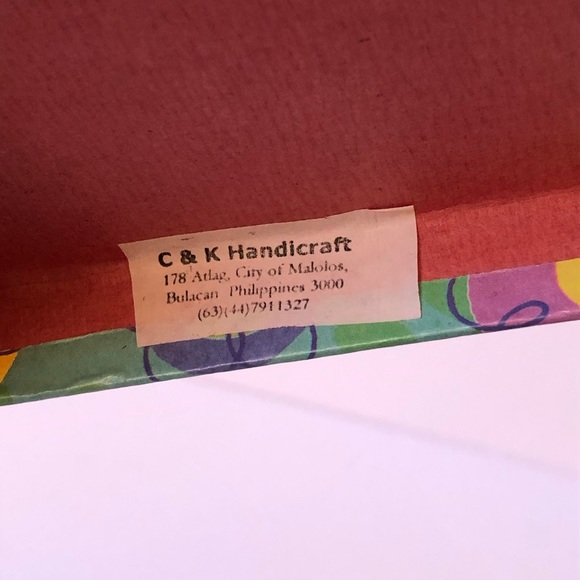 C & K Handicraft
178 Atlag, City of Malolos,
Bulacan Philippines 3000
(63)(44)7911327